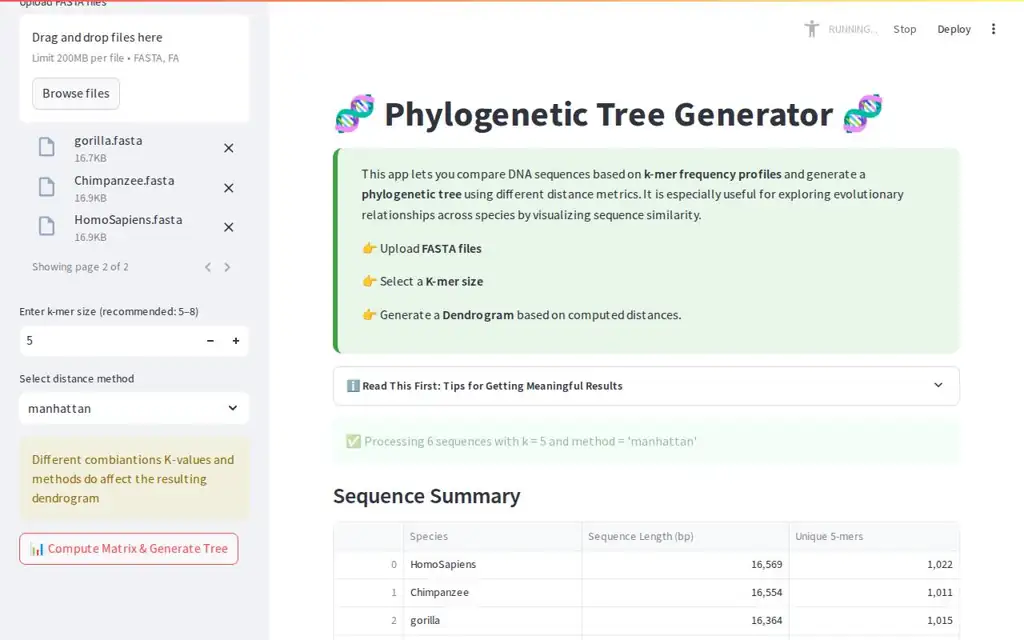 Upload FASTA files
Drag and drop files here
Limit 200MB per file • FASTA, FA
Browse files
gorilla.fasta
16.7KB
Chimpanzee.fasta
16.9KB
HomoSapiens.fasta
16.9KB
Showing page 2 of 2
Enter k-mer size (recommended: 5–8)
5
Select distance method
manhattan
Different combiantions K-values and
methods do affect the resulting
dendrogram
📊 Compute Matrix & Generate Tree
RUNNING... Stop Deploy
🧬 Phylogenetic Tree Generator 🧬
This app lets you compare DNA sequences based on k-mer frequency profiles and generate a
phylogenetic tree using different distance metrics. It is especially useful for exploring evolutionary
relationships across species by visualizing sequence similarity.
👉 Upload FASTA files
👉 Select a K-mer size
👉 Generate a Dendrogram based on computed distances.
ℹ️ Read This First: Tips for Getting Meaningful Results
✅ Processing 6 sequences with k = 5 and method = 'manhattan'
Sequence Summary
Species Sequence Length (bp) Unique 5-mers
0 HomoSapiens 16,569 1,022
1 Chimpanzee 16,554 1,011
2 gorilla 16,364 1,015